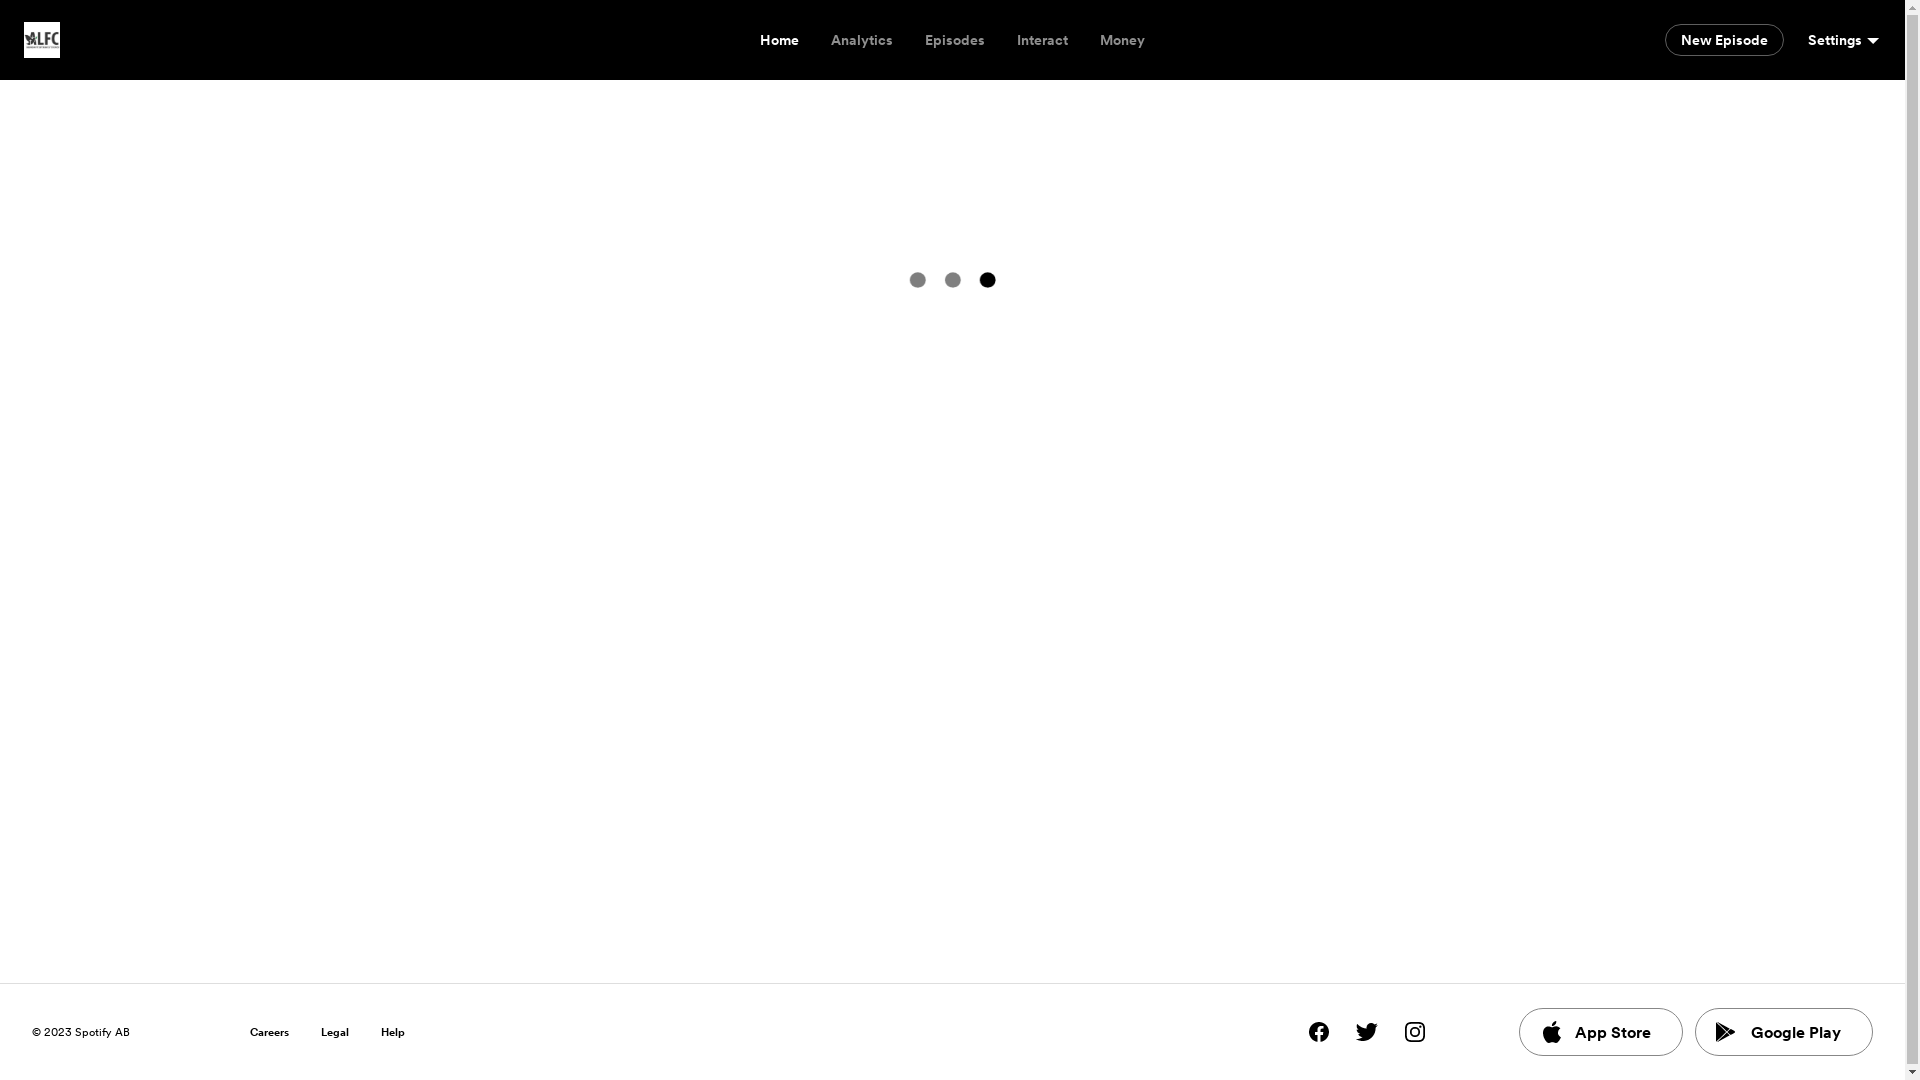 ALFC
Home
Analytics
Episodes
Interact
Money
New Episode
Settings
© 2023 Spotify AB
Careers
Legal
Help
App Store
Google Play